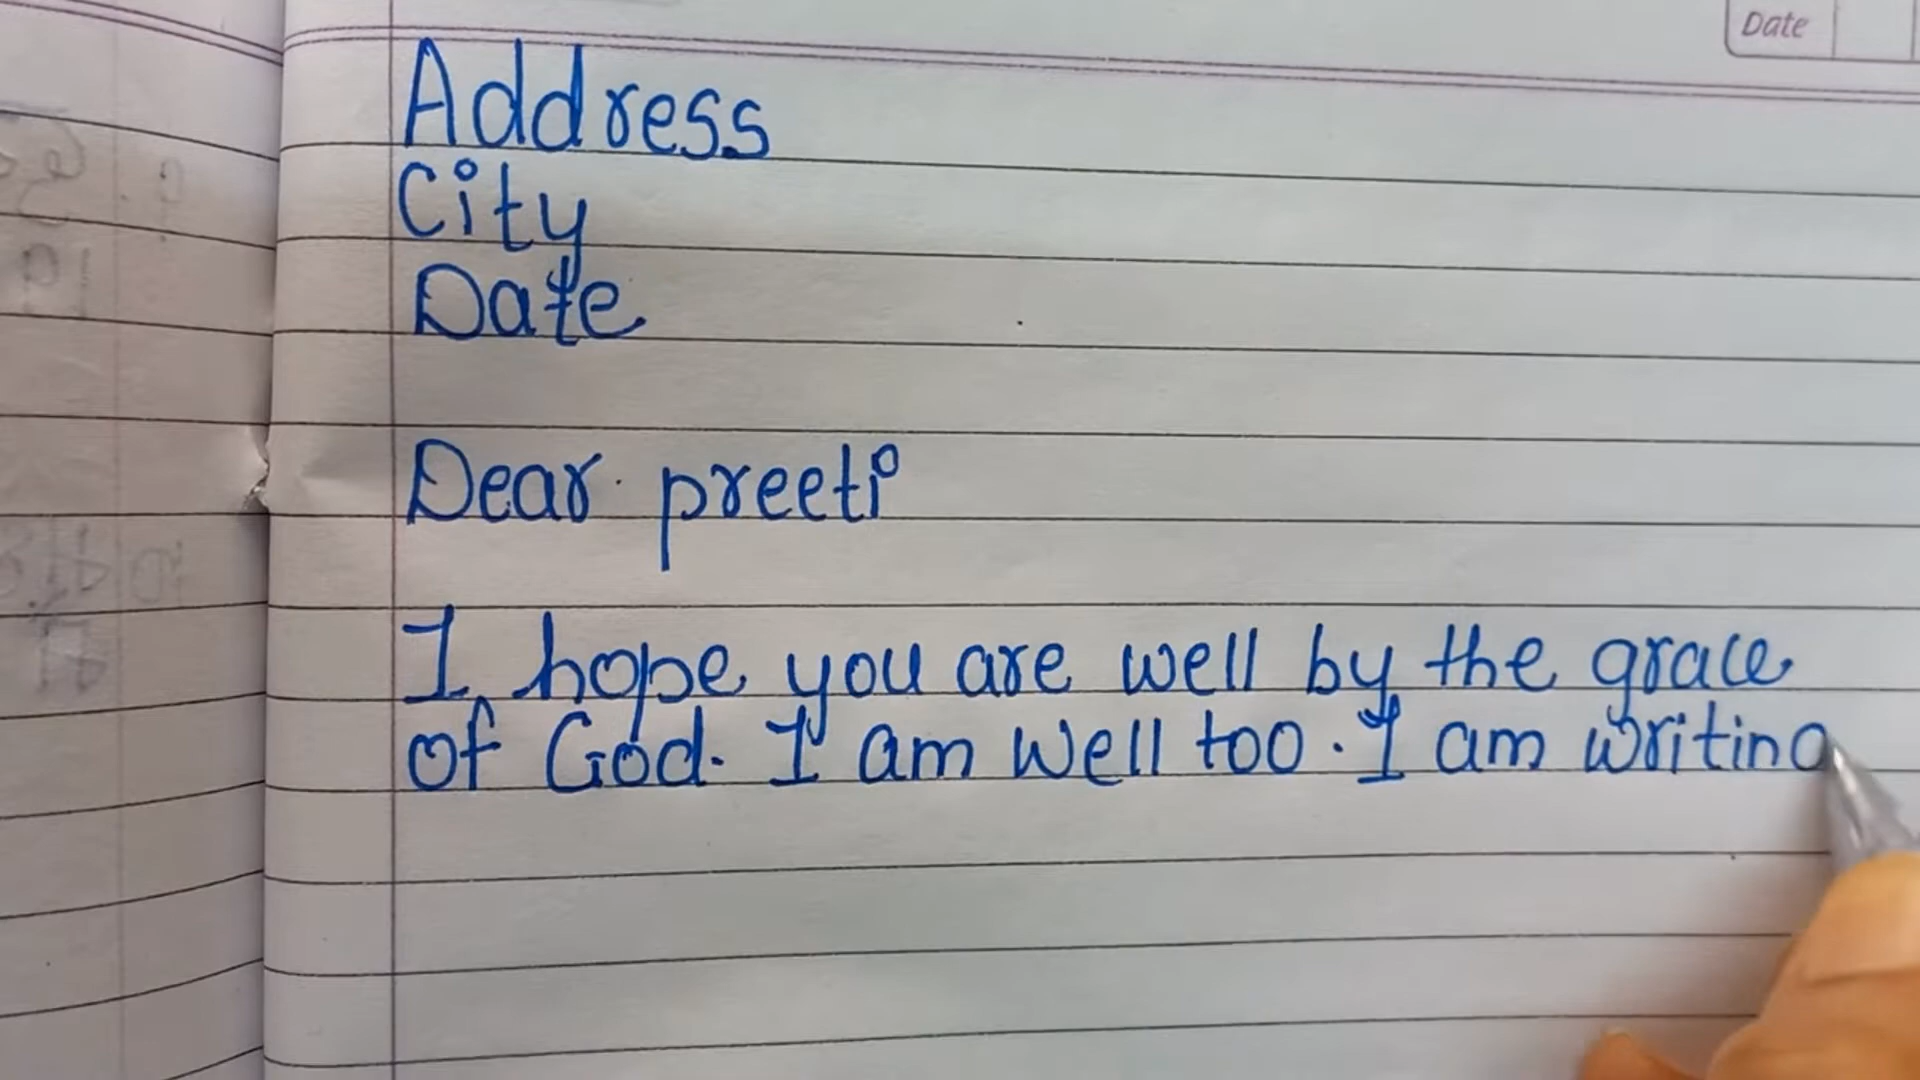 Date
Address
City
Date
Dear preeti
I hope you are well by the grace
of God. I am well too. I am writing